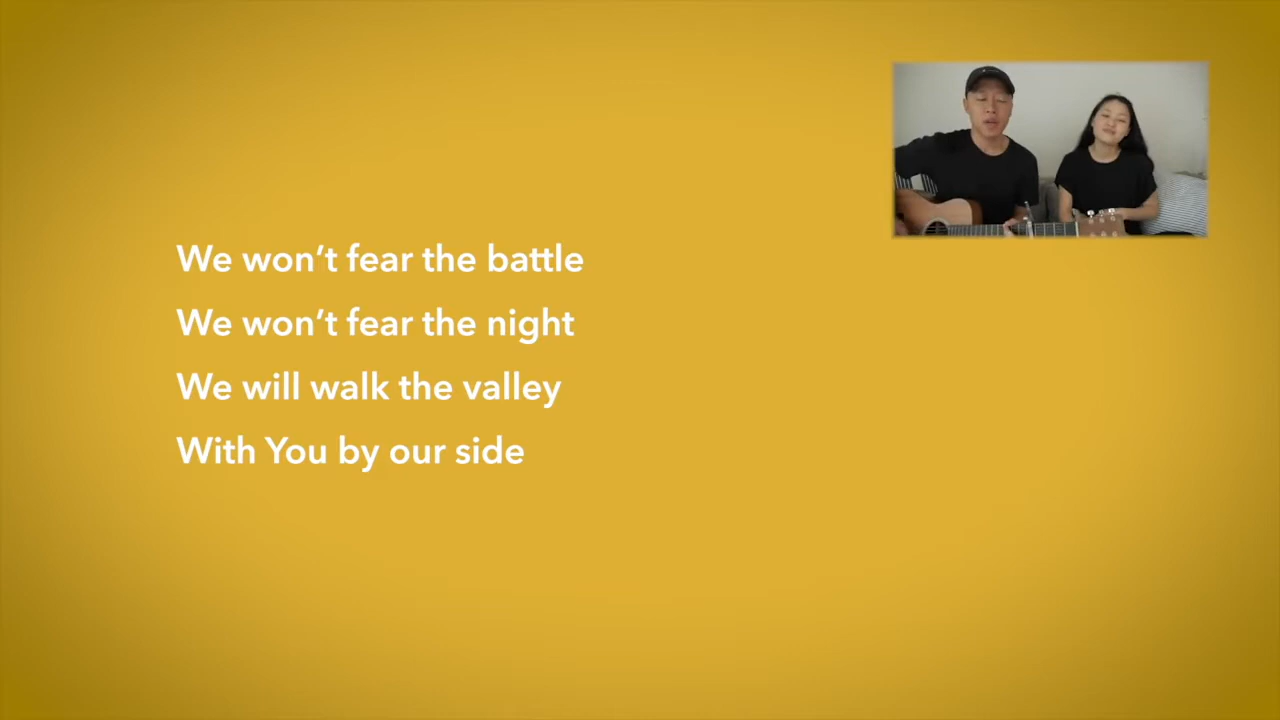 We won’t fear the battle
We won’t fear the night
We will walk the valley
With You by our side